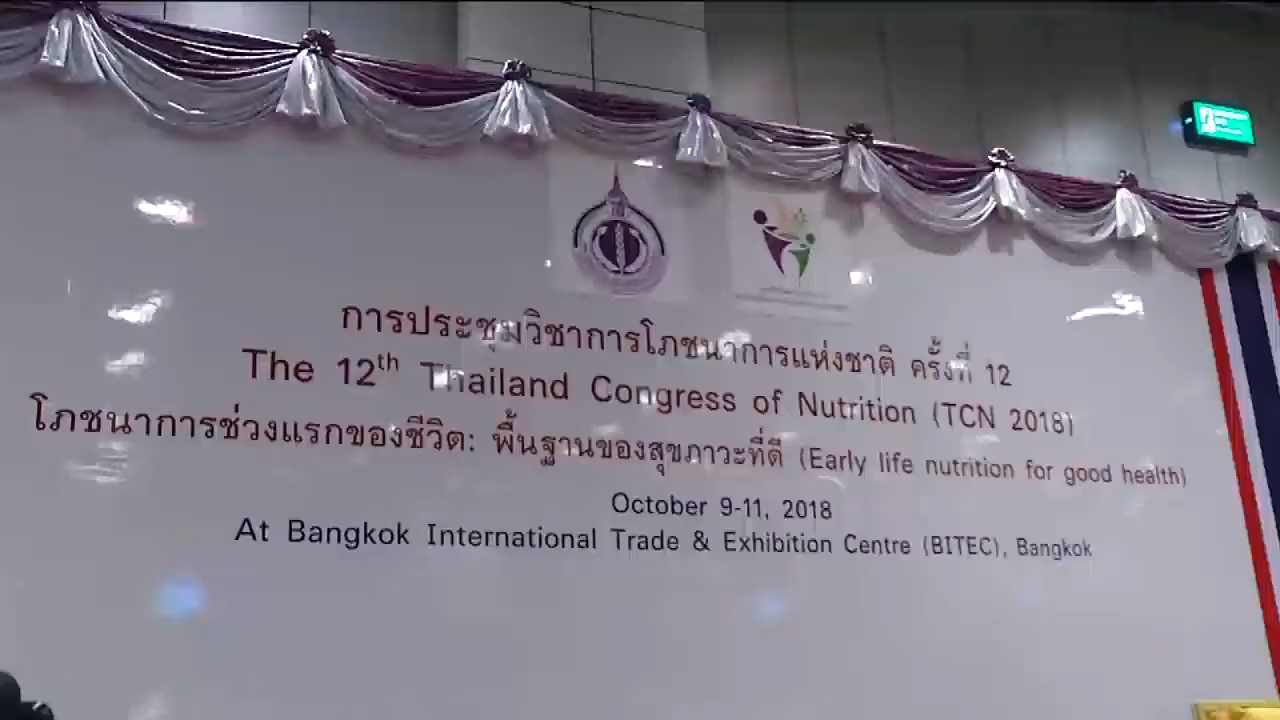 การประชุมวิชาการโภชนาการแห่งชาติ ครั้งที่ 12
The 12th Thailand Congress of Nutrition (TCN 2018)
โภชนาการช่วงแรกของชีวิต: พื้นฐานของสุขภาวะที่ดี (Early life nutrition for good health)
October 9-11, 2018
At Bangkok International Trade & Exhibition Centre (BITEC), Bangkok